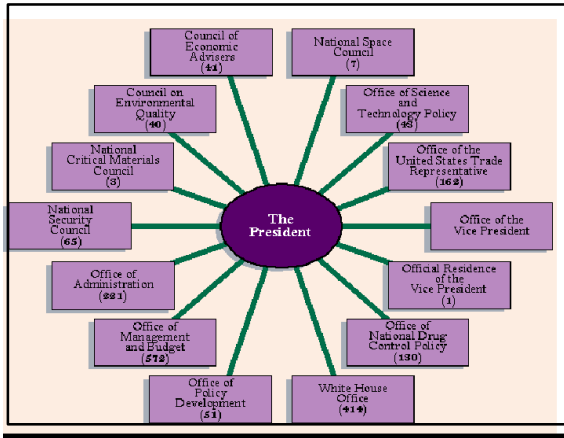 Council of
Economic
Advisers
(41)
National Space
Council
(7)
Council on
Environmental
Quality
(40)
Office of Science
and
Technology Policy
National
Critical Materials
Council
(3)
Office of the
United States Trade
Representative
(162)
National
Security
Council
(65)
The
President
Office of the
Vice President
Office of
Administration
(221)
Official Residence
of the
Vice President
(1)
Office of
Management
and Budget
(572)
Office of
National Drug
Control Policy
(130)
Office of
Policy
Development
(51)
White House
Office
(414)